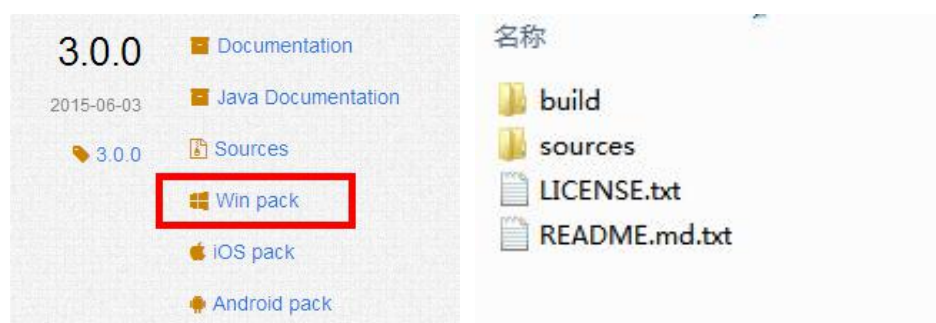 3.0.0
2015-06-03
3.0.0
Documentation
Java Documentation
Sources
Win pack
iOS pack
Android pack
名称
build
sources
LICENSE.txt
README.md.txt